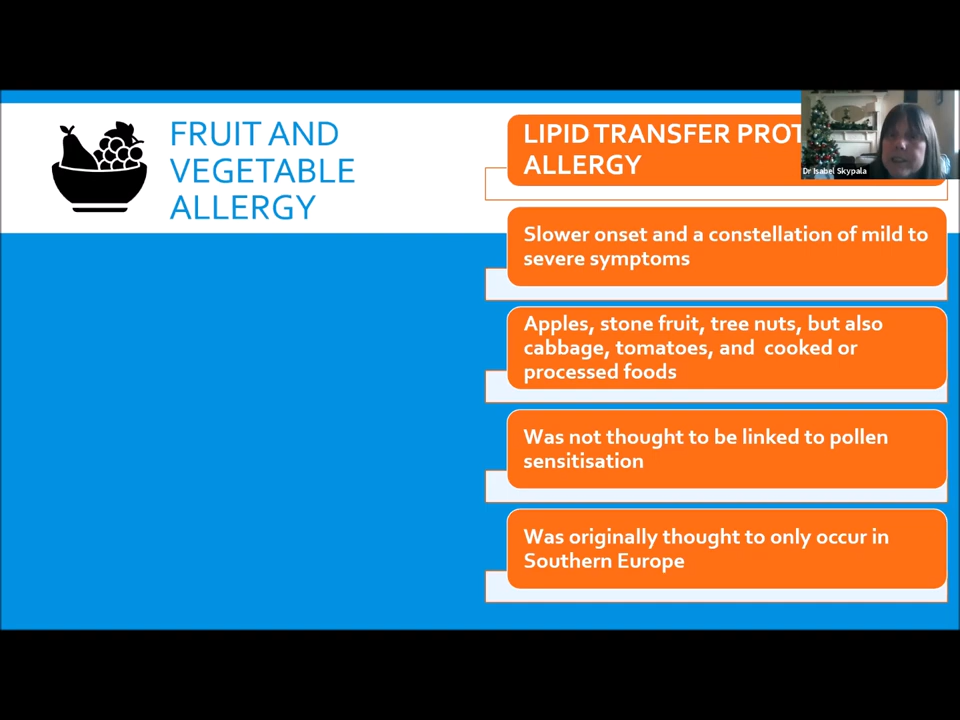 FRUIT AND
VEGETABLE
ALLERGY
LIPID TRANSFER PROT
ALLERGY
Dr Isabel Skypala
Slower onset and a constellation of mild to
severe symptoms
Apples, stone fruit, tree nuts, but also
cabbage, tomatoes, and cooked or
processed foods
Was not thought to be linked to pollen
sensitisation
Was originally thought to only occur in
Southern Europe